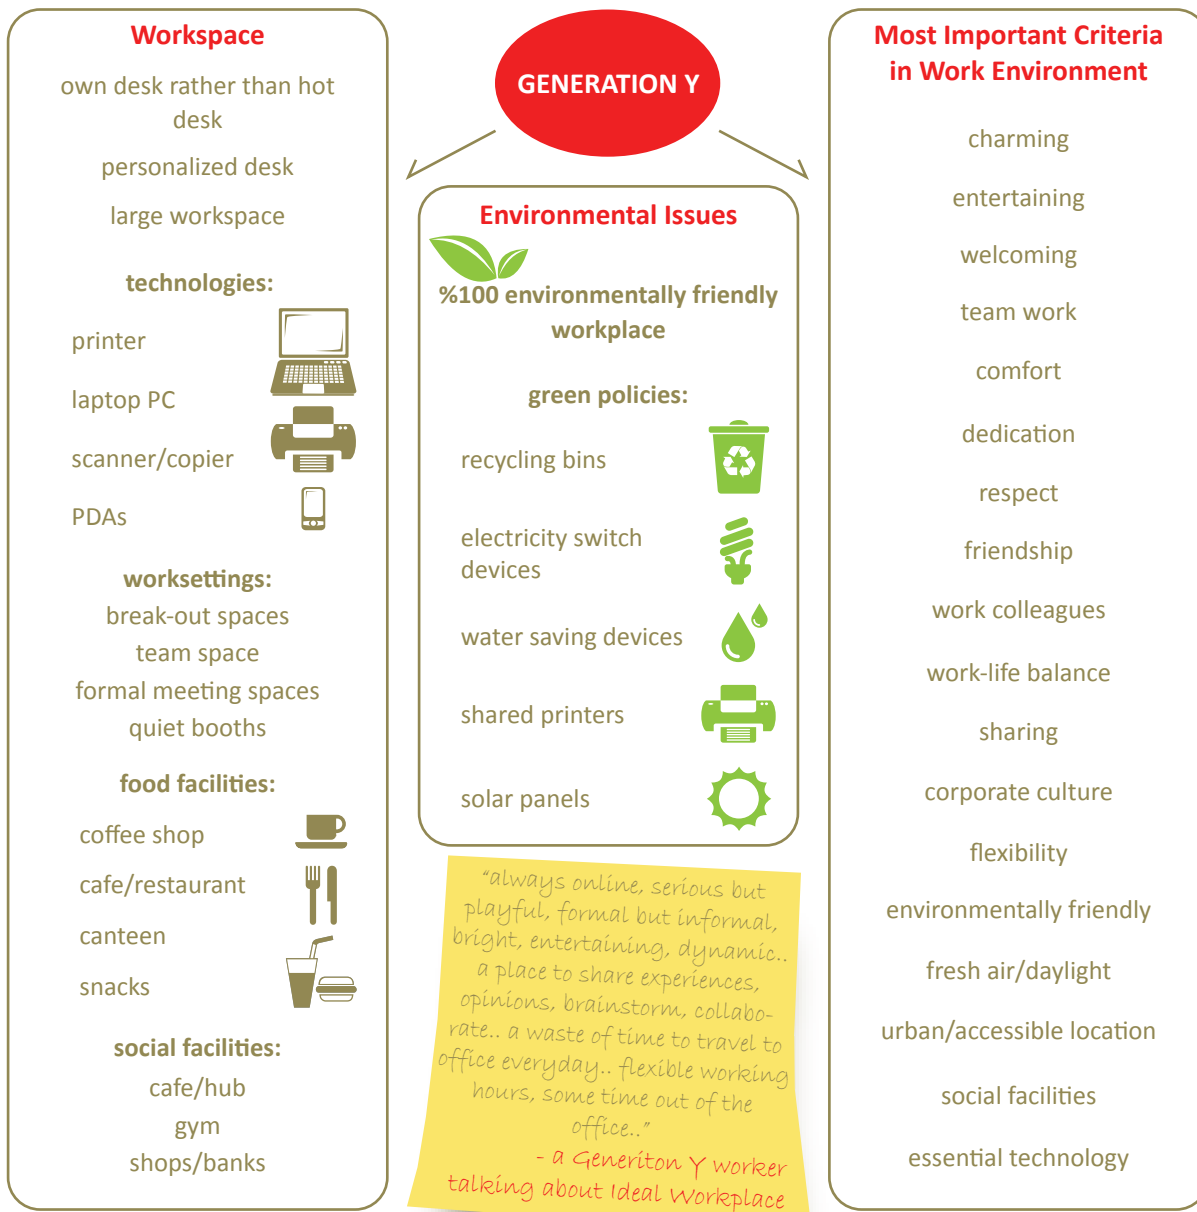 GENERATION Y
Workspace
own desk rather than hot
desk
personalized desk
large workspace
technologies:
printer
laptop PC
scanner/copier
PDAs
worksettings:
break-out spaces
team space
formal meeting spaces
quiet booths
food facilities:
coffee shop
cafe/restaurant
canteen
snacks
social facilities:
cafe/hub
gym
shops/banks
Environmental Issues
%100 environmentally friendly
workplace
green policies:
recycling bins
electricity switch
devices
water saving devices
shared printers
solar panels
"always online, serious but
playful, formal but informal,
bright, entertaining, dynamic..
a place to share experiences,
opinions, brainstorm, collabo-
rate.. a waste of time to travel to
office everyday.. flexible working
hours, some time out of the
office.."
- a Generiton Y worker
talking about Ideal Workplace
Most Important Criteria
in Work Environment
charming
entertaining
welcoming
team work
comfort
dedication
respect
friendship
work colleagues
work-life balance
sharing
corporate culture
flexibility
environmentally friendly
fresh air/daylight
urban/accessible location
social facilities
essential technology